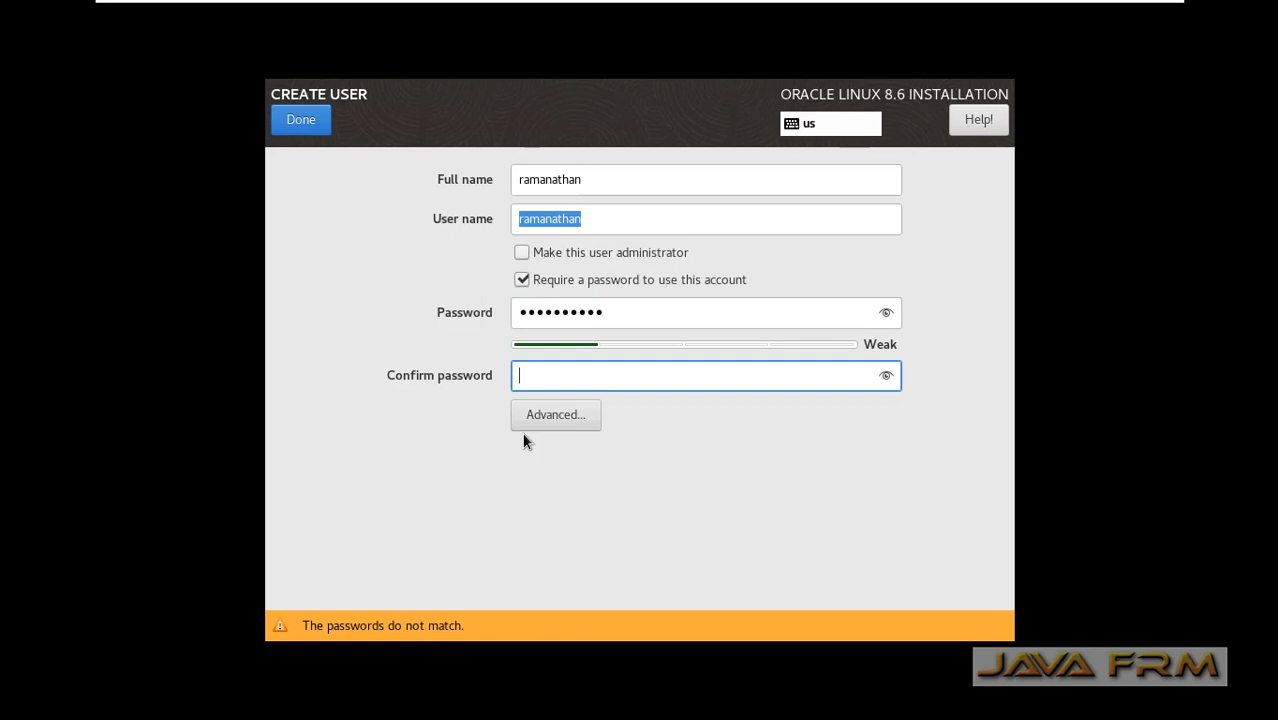 CREATE USER
ORACLE LINUX 8.6 INSTALLATION
Done
us
Help!
Full name
ramanathan
User name
ramanathan
Make this user administrator
Require a password to use this account
Password
••••••••••
Weak
Confirm password
Advanced...
The passwords do not match.
JAVA FRM